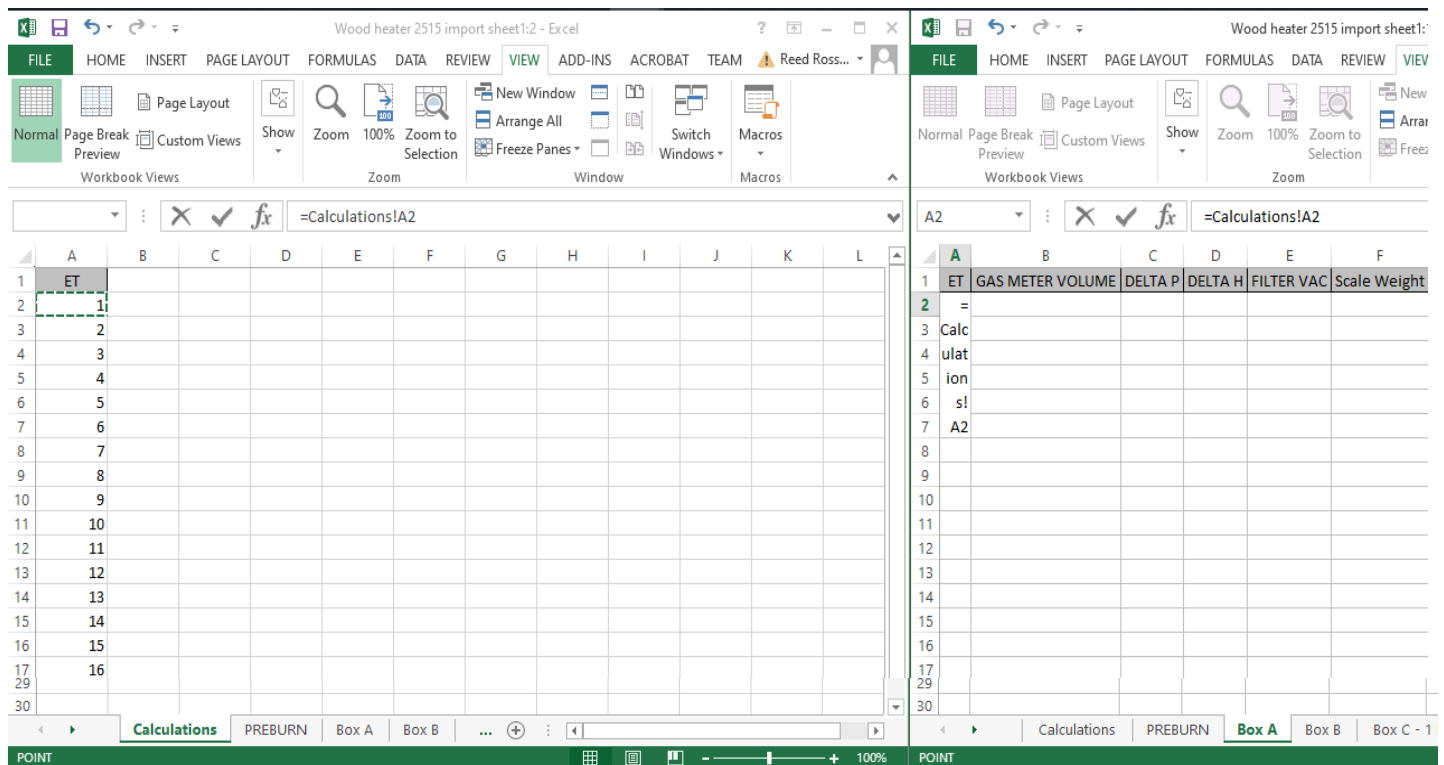 Wood heater 2515 import sheet1:2 - Excel
?
FILE HOME INSERT PAGE LAYOUT FORMULAS DATA REVIEW VIEW ADD-INS ACROBAT TEAM Reed Ross...
Normal Page Break Preview
Page Layout
Custom Views
Show
Zoom
100%
100
Zoom to Selection
New Window
Arrange All
Freeze Panes
Switch Windows
Macros
Workbook Views
Zoom
Window
Macros
fx =Calculations!A2
A B C D E F G H I J K L
1 ET
2 1
3 2
4 3
5 4
6 5
7 6
8 7
9 8
10 9
11 10
12 11
13 12
14 13
15 14
16 15
17 16
29
30
Calculations PREBURN Box A Box B ...
POINT 100%
Wood heater 2515 import sheet1:
FILE HOME INSERT PAGE LAYOUT FORMULAS DATA REVIEW VIEW
Normal Page Break Preview
Page Layout
Custom Views
Show
Zoom
100%
100
Zoom to Selection
New
Arrar
Freez
Workbook Views
Zoom
A2 fx =Calculations!A2
A B C D E F
1 ET GAS METER VOLUME DELTA P DELTA H FILTER VAC Scale Weight
2 =
3 Calc
4 ulat
5 ion
6 s!
7 A2
8
9
10
11
12
13
14
15
16
17
29
30
Calculations PREBURN Box A Box B Box C - 1
POINT